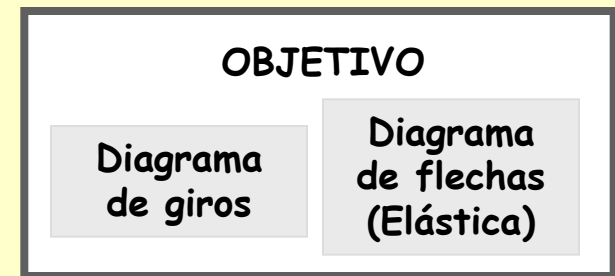 OBJETIVO
Diagrama
de giros
Diagrama
de flechas
(Elástica)